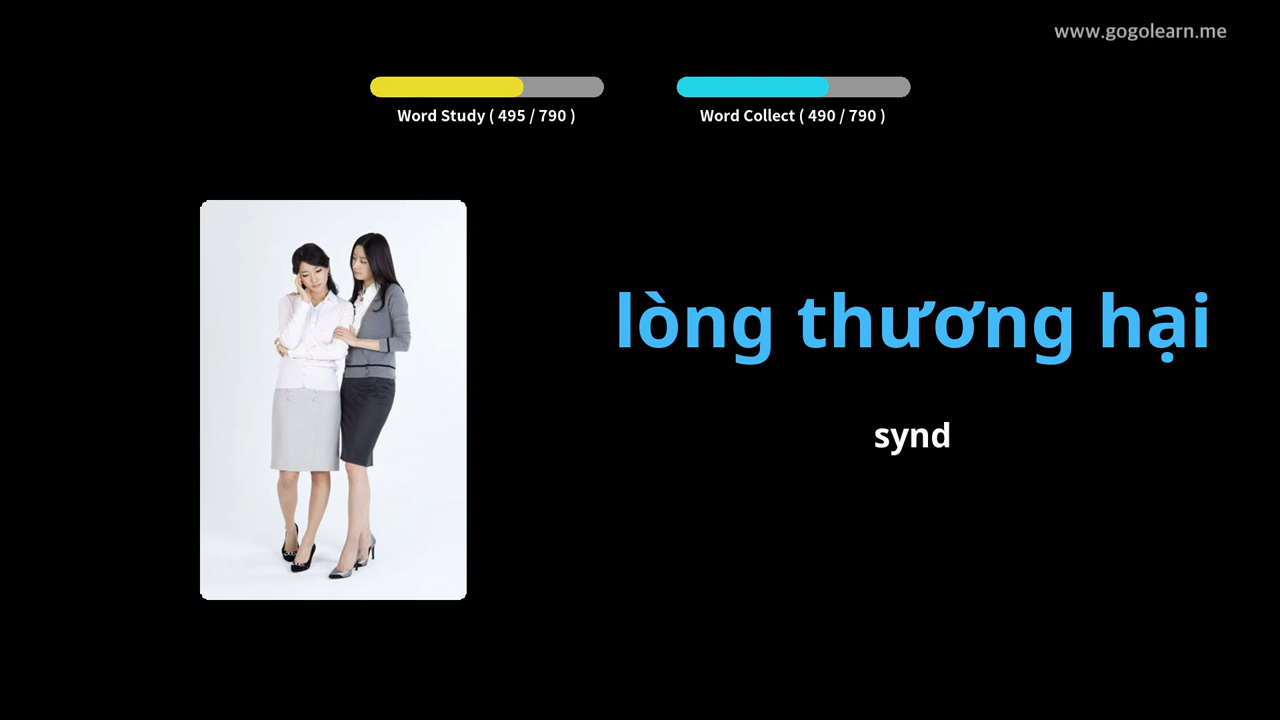 www.gogolearn.me
Word Study ( 495 / 790 )
Word Collect ( 490 / 790 )
lòng thương hại
synd